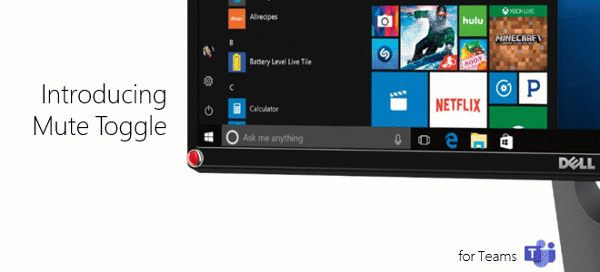 Introducing
Mute Toggle
Allrecipes
B
Battery Level Live Tile
C
Calculator
Ask me anything
hulu
XBOX LIVE
MINECRAFT
NETFLIX
P
e
DELL
for Teams
T